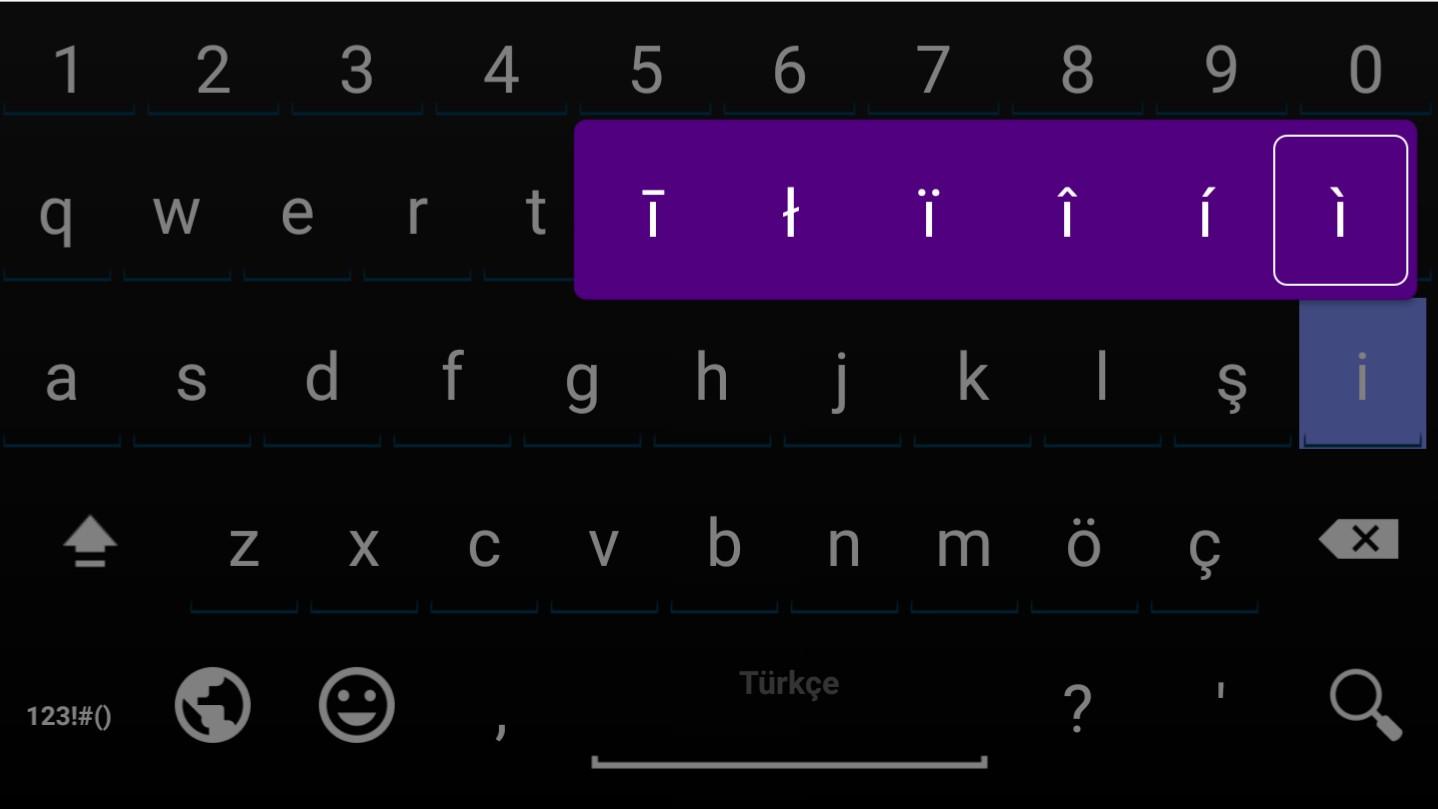 1 2 3 4 5 6 7 8 9 0
q w e r t ī ł ï î í ì
a s d f g h j k l ş i
z x c v b n m ö ç
Türkçe
123!#() , ? '